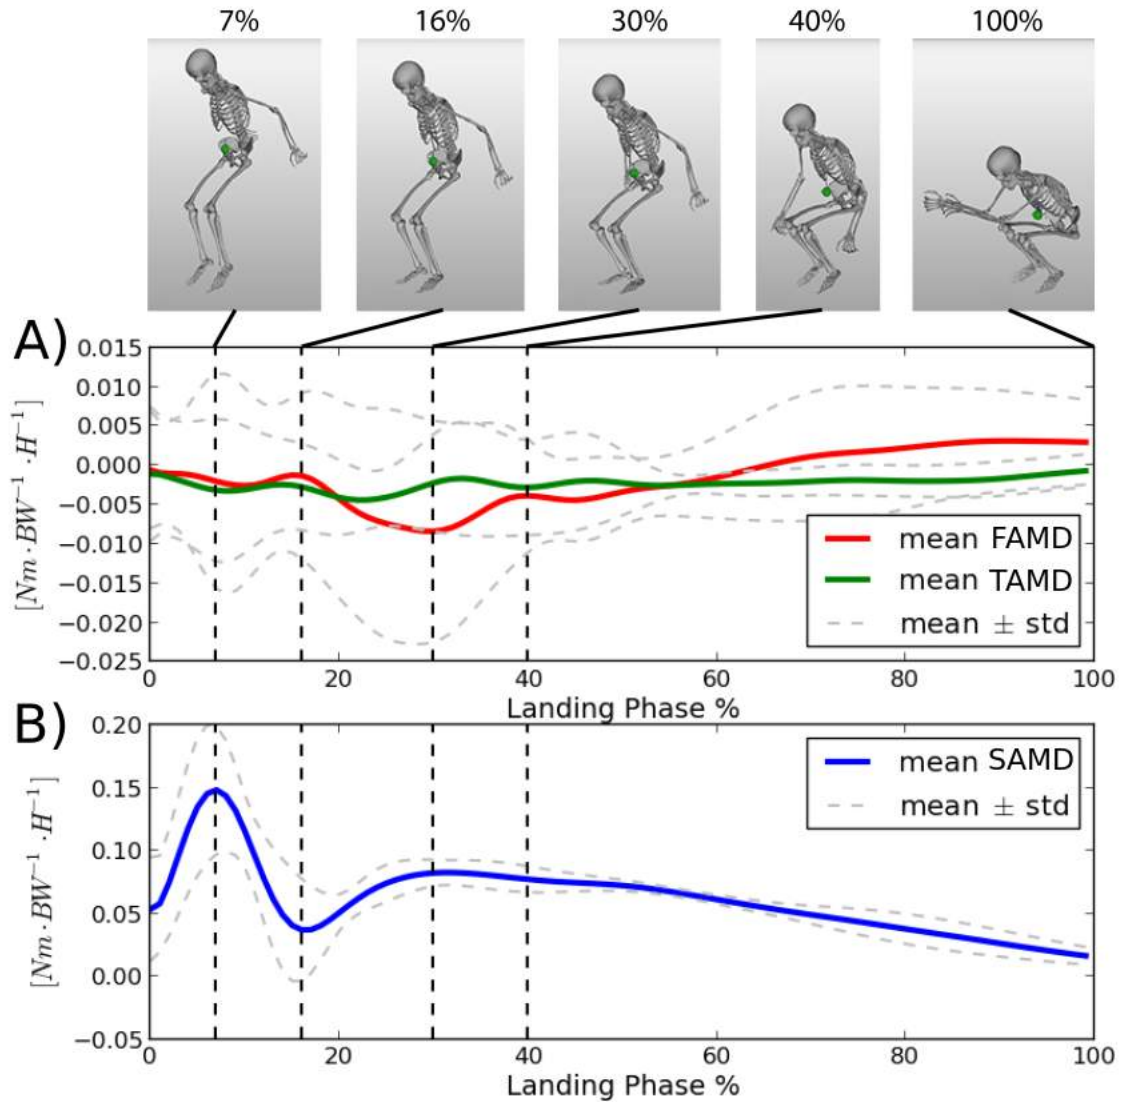 7% 16% 30% 40% 100%
A)
0.015
0.010
0.005
0.000
−0.005
−0.010
−0.015
−0.020
−0.025
[Nm·BW⁻¹·H⁻¹]
mean FAMD
mean TAMD
mean ± std
0 20 40 60 80 100
Landing Phase %
B)
0.20
0.15
0.10
0.05
0.00
−0.05
[Nm·BW⁻¹·H⁻¹]
mean SAMD
mean ± std
0 20 40 60 80 100
Landing Phase %